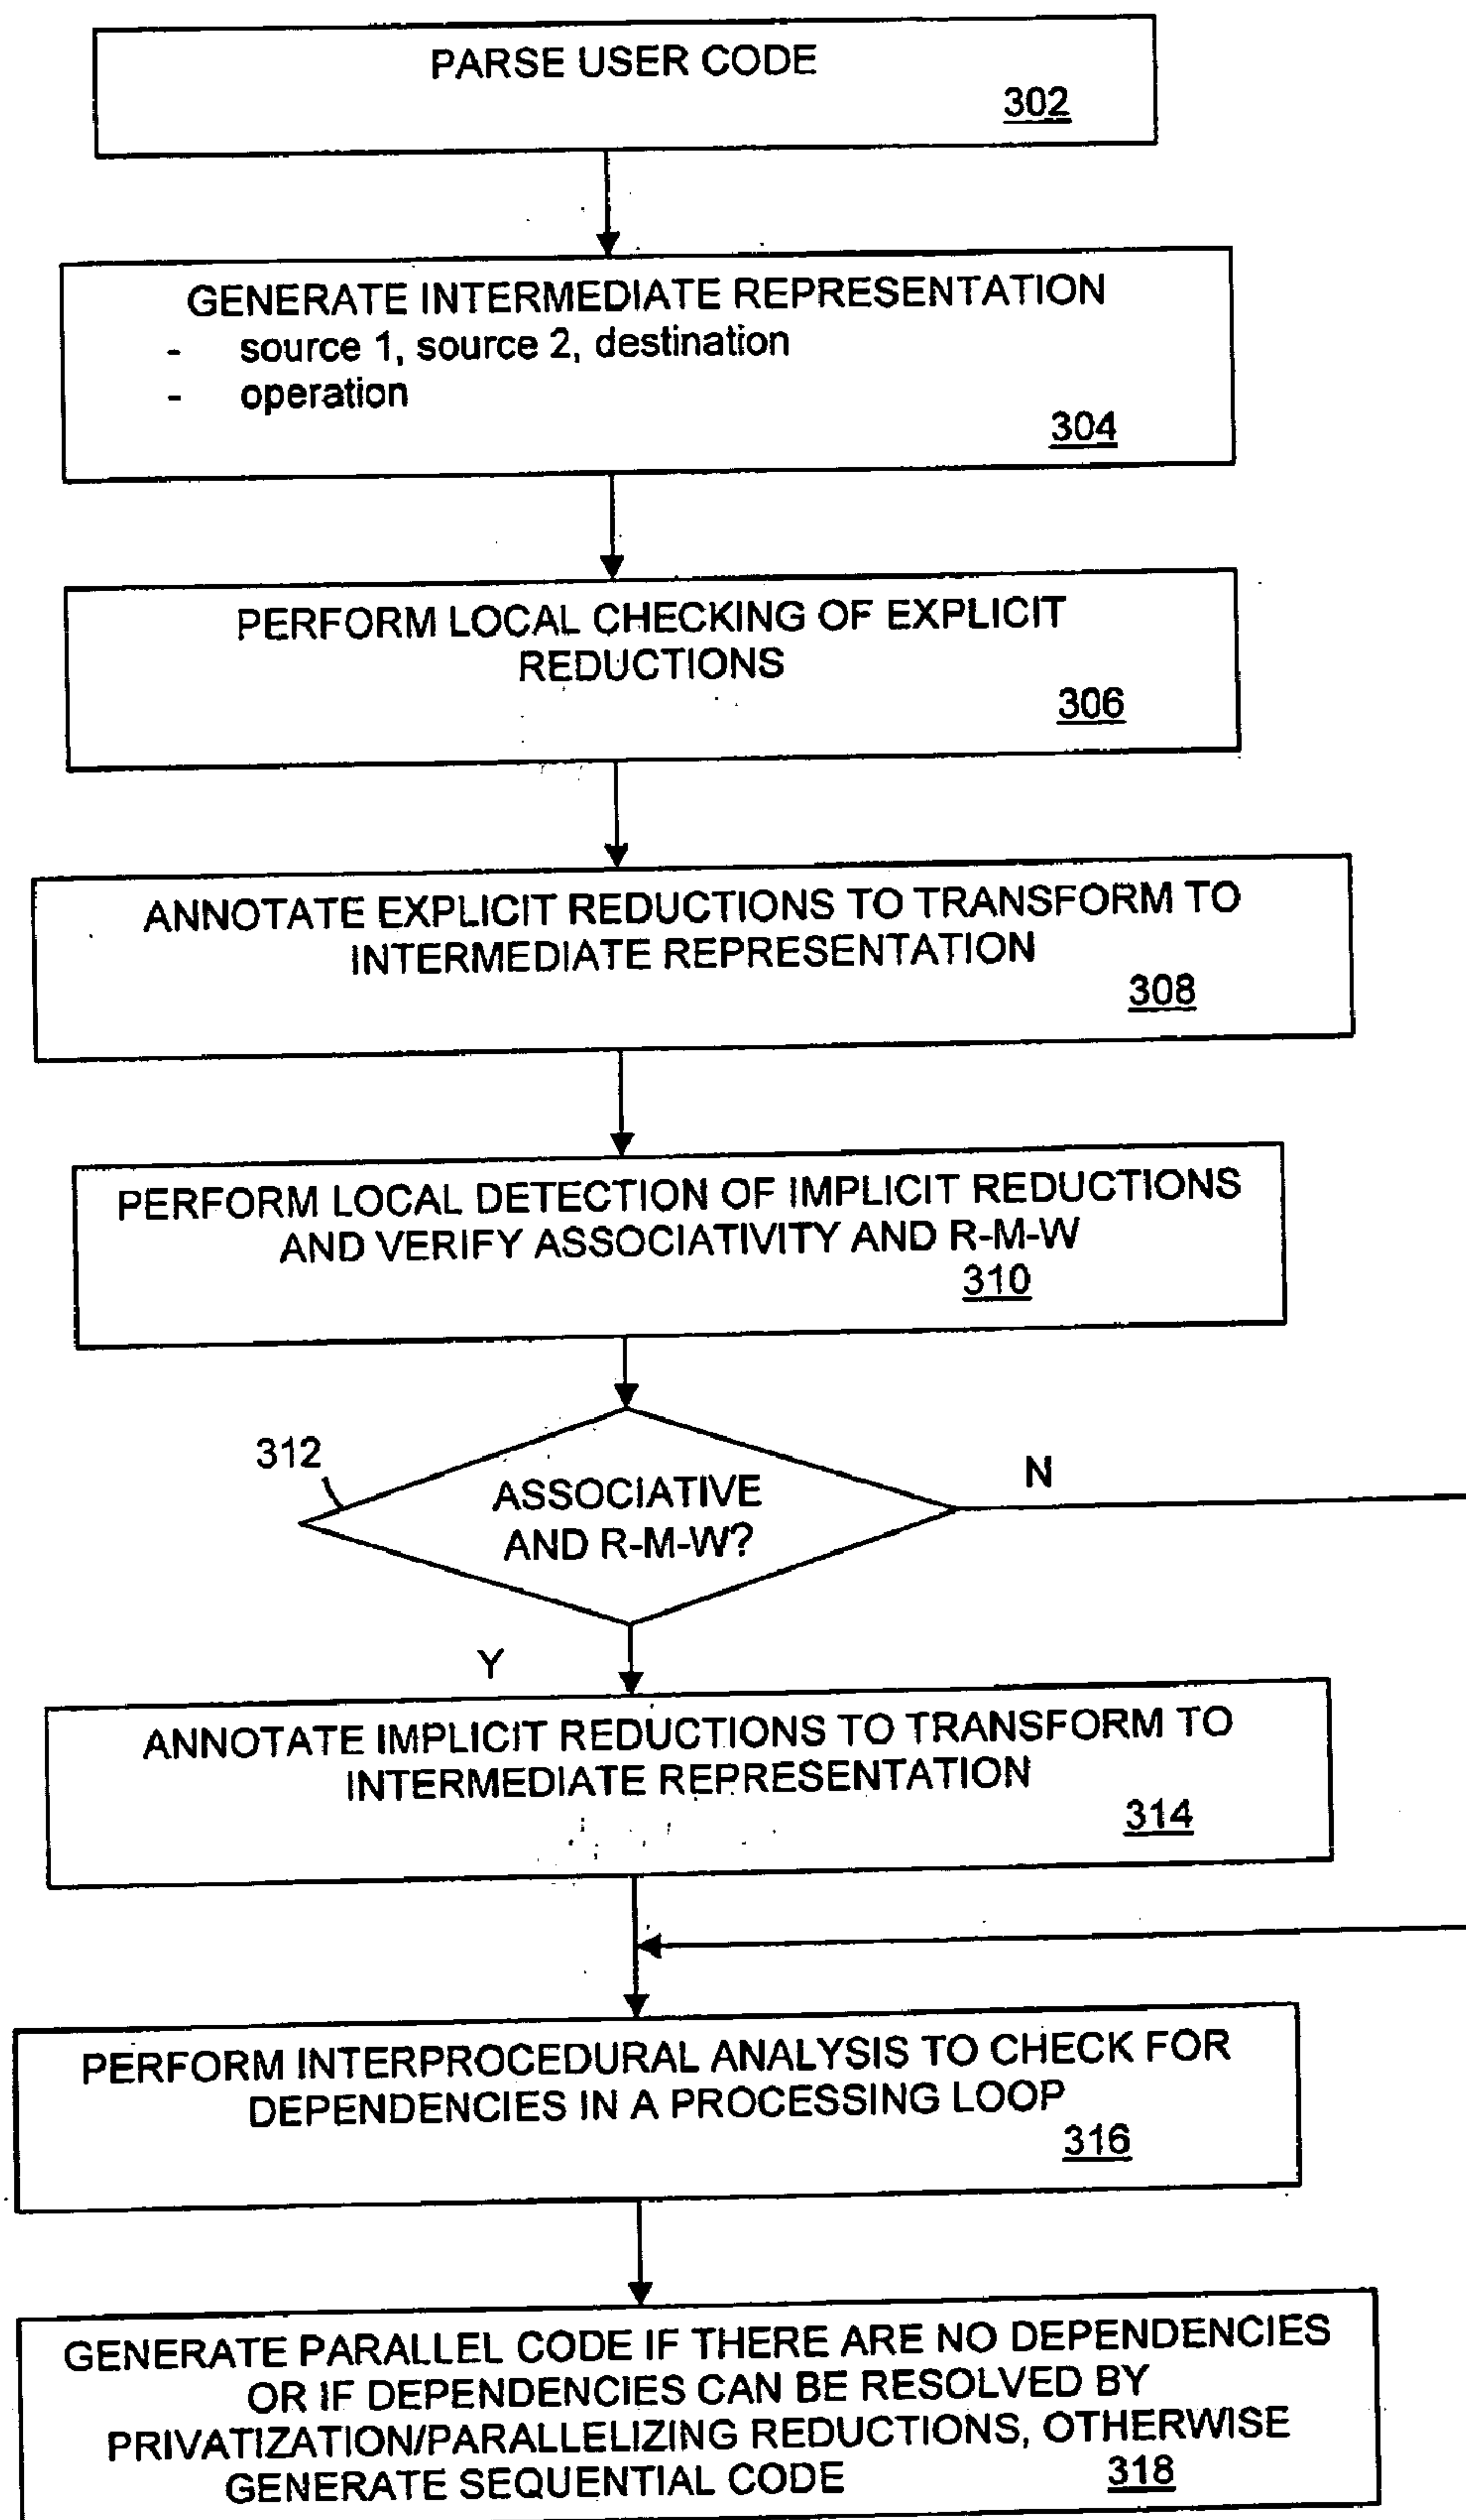 PARSE USER CODE
302
GENERATE INTERMEDIATE REPRESENTATION
- source 1, source 2, destination
- operation
304
PERFORM LOCAL CHECKING OF EXPLICIT
REDUCTIONS
306
ANNOTATE EXPLICIT REDUCTIONS TO TRANSFORM TO
INTERMEDIATE REPRESENTATION
308
PERFORM LOCAL DETECTION OF IMPLICIT REDUCTIONS
AND VERIFY ASSOCIATIVITY AND R-M-W
310
312
N
ASSOCIATIVE
AND R-M-W?
Y
ANNOTATE IMPLICIT REDUCTIONS TO TRANSFORM TO
INTERMEDIATE REPRESENTATION
314
PERFORM INTERPROCEDURAL ANALYSIS TO CHECK FOR
DEPENDENCIES IN A PROCESSING LOOP
316
GENERATE PARALLEL CODE IF THERE ARE NO DEPENDENCIES
OR IF DEPENDENCIES CAN BE RESOLVED BY
PRIVATIZATION/PARALLELIZING REDUCTIONS, OTHERWISE
GENERATE SEQUENTIAL CODE 318